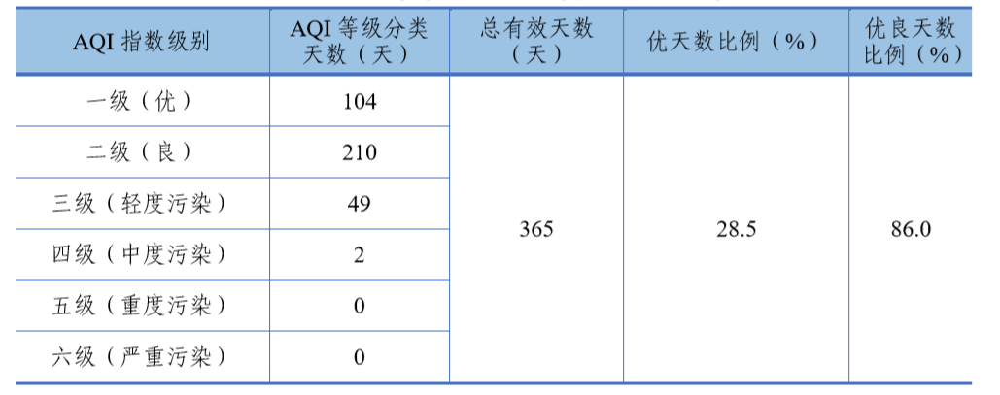 AQI 指数级别
AQI 等级分类
天数（天）
总有效天数
（天）
优天数比例（%）
优良天数
比例（%）
一级（优）
104
二级（良）
210
三级（轻度污染）
49
365
28.5
86.0
四级（中度污染）
2
五级（重度污染）
0
六级（严重污染）
0